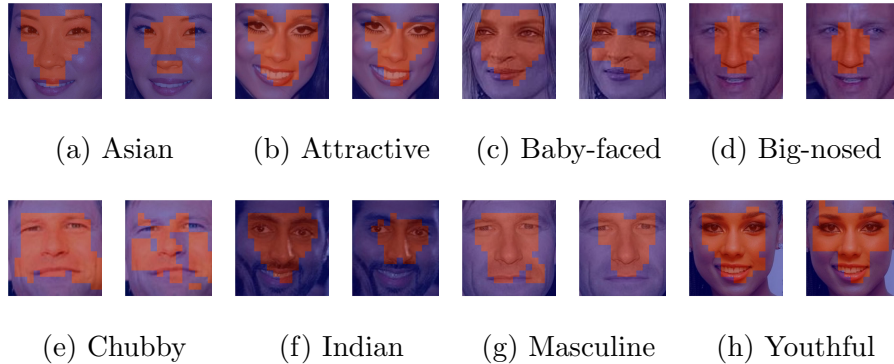 (a) Asian (b) Attractive (c) Baby-faced (d) Big-nosed
(e) Chubby (f) Indian (g) Masculine (h) Youthful